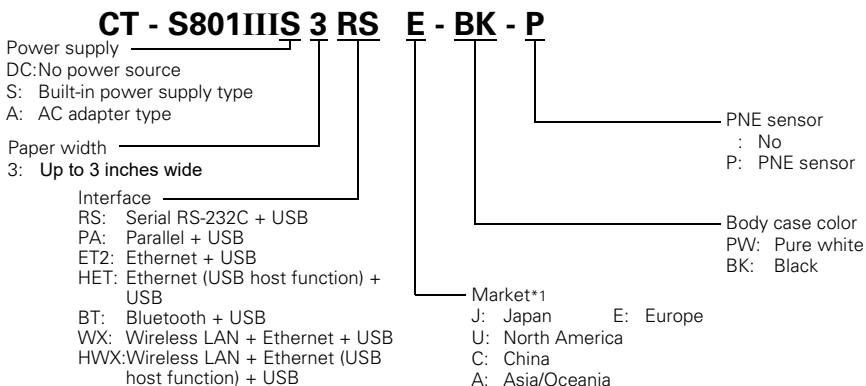 CT - S801IIIS 3 RS E - BK - P
Power supply
DC:No power source
S: Built-in power supply type
A: AC adapter type
Paper width
3: Up to 3 inches wide
Interface
RS: Serial RS-232C + USB
PA: Parallel + USB
ET2: Ethernet + USB
HET: Ethernet (USB host function) +
USB
BT: Bluetooth + USB
WX: Wireless LAN + Ethernet + USB
HWX:Wireless LAN + Ethernet (USB
host function) + USB
PNE sensor
: No
P: PNE sensor
Body case color
PW: Pure white
BK: Black
Market*1
J: Japan E: Europe
U: North America
C: China
A: Asia/Oceania